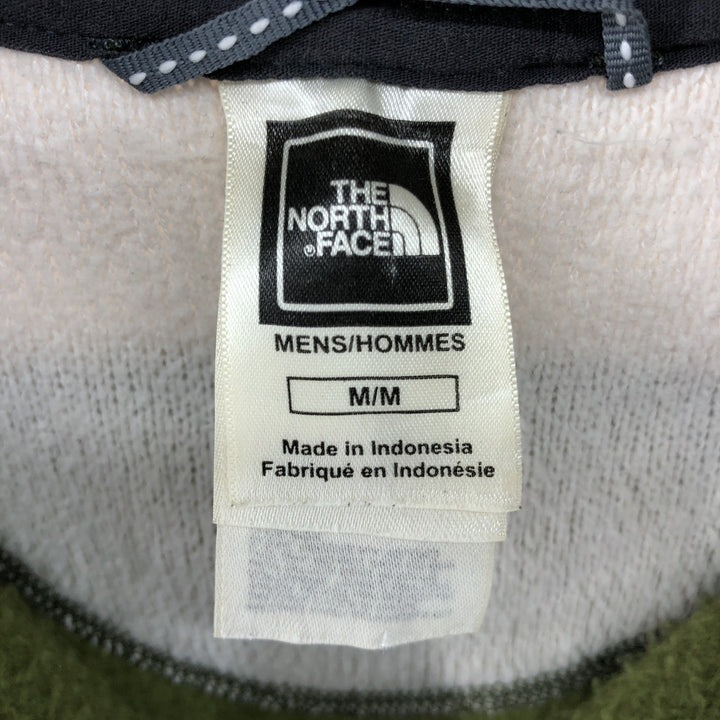 THE
NORTH
FACE
MENS/HOMMES
M/M
Made in Indonesia
Fabriqué en Indonésie